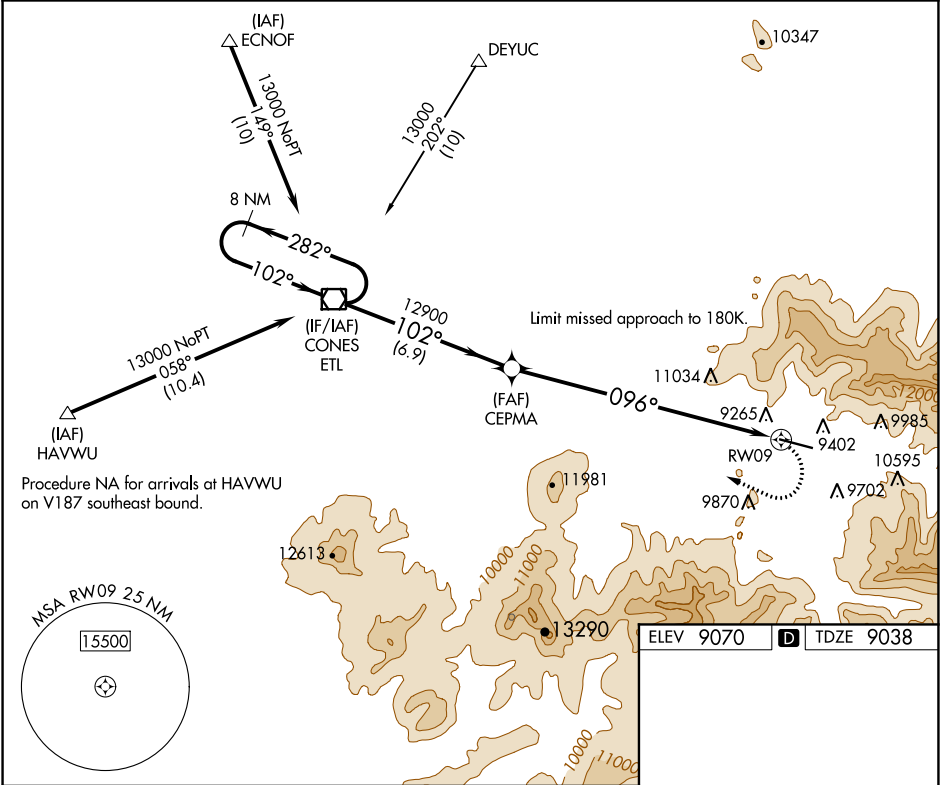 (IAF)
ECNOF
DEYUC
10347
13000 NoPT
149°
(10)
13000
202°
(10)
8 NM
282°
102°
(IF/IAF)
CONES
ETL
12900
102°
(6.9)
Limit missed approach to 180K.
13000 NoPT
058°
(10.4)
(IAF)
HAVWU
(FAF)
CEPMA
096°
11034
12000
9265
9402
9985
RW09
10595
9702
9870
Procedure NA for arrivals at HAVWU
on V187 southeast bound.
11981
12613
10000
11000
13290
MSA RW09 25 NM
15500
ELEV 9070 D TDZE 9038
10000
11000